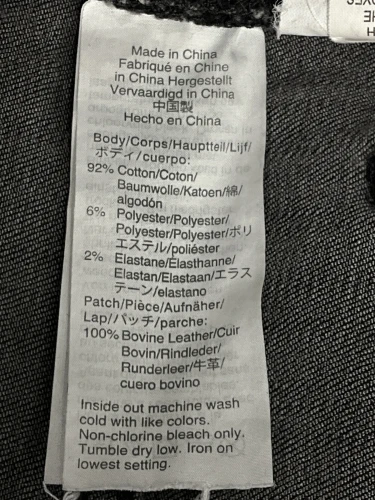 Made in China
Fabriqué en Chine
in China Hergestellt
Vervaardigd in China
中国製
Hecho en China
Body/Corps/Hauptteil/Lijf/
ボディ/cuerpo:
92% Cotton/Coton/
Baumwolle/Katoen/綿/
algodón
6% Polyester/Polyester/
Polyester/Polyester/ポリ
エステル/poliéster
2% Elastane/Élasthanne/
Elastan/Elastaan/エラス
テーン/elastano
Patch/Pièce/Aufnäher/
Lap/パッチ/parche:
100% Bovine Leather/Cuir
Bovin/Rindleder/
Runderleer/牛革/
cuero bovino
Inside out machine wash
cold with like colors.
Non-chlorine bleach only.
Tumble dry low. Iron on
lowest setting.